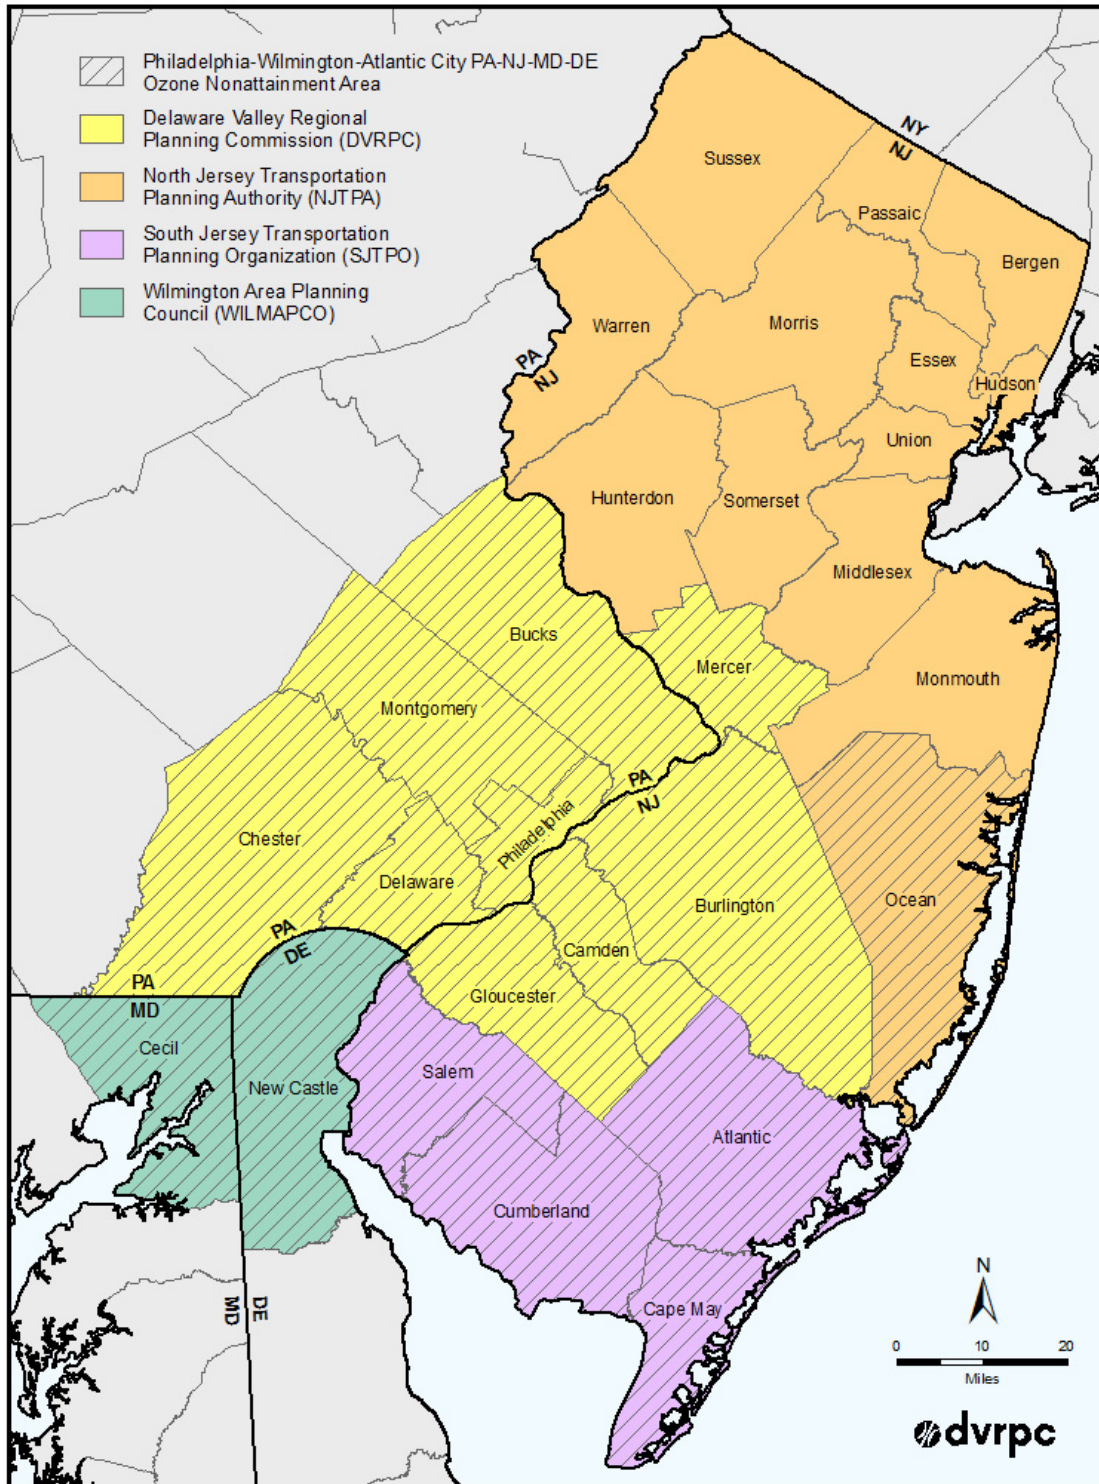 Philadelphia-Wilmington-Atlantic City PA-NJ-MD-DE
Ozone Nonattainment Area
Delaware Valley Regional
Planning Commission (DVRPC)
North Jersey Transportation
Planning Authority (NJTPA)
South Jersey Transportation
Planning Organization (SJTPO)
Wilmington Area Planning
Council (WILMAPCO)
NY
NJ
Sussex
Passaic
Bergen
Warren
Morris
PA
NJ
Essex
Hudson
Union
Hunterdon
Somerset
Middlesex
Bucks
Mercer
Monmouth
Montgomery
PA
NJ
Philadelphia
Chester
Delaware
Ocean
Burlington
Camden
PA
DE
PA
MD
Gloucester
Cecil
New Castle
Salem
Atlantic
Cumberland
Cape May
MD
DE
N
0 10 20
Miles
dvrpc